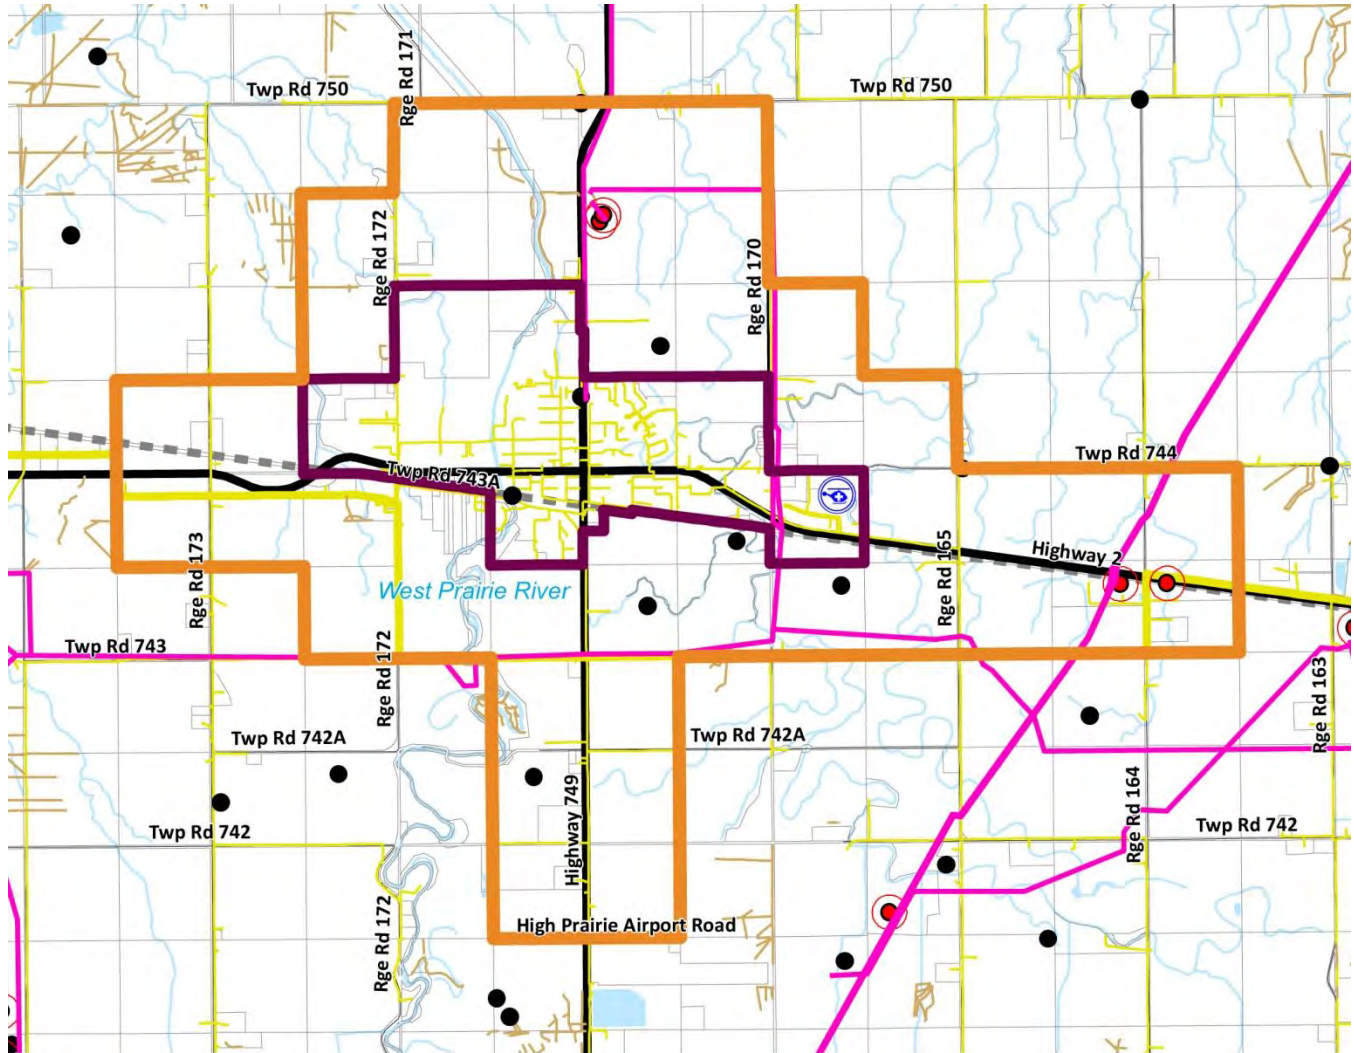 Rge Rd 171
Twp Rd 750
Twp Rd 750
Rge Rd 172
Rge Rd 170
Twp Rd 744
Twp Rd 743A
Highway 2
Rge Rd 173
Rge Rd 165
West Prairie River
Twp Rd 743
Rge Rd 172
Rge Rd 163
Twp Rd 742A
Twp Rd 742A
Highway 749
Rge Rd 164
Twp Rd 742
Twp Rd 742
Rge Rd 172
High Prairie Airport Road